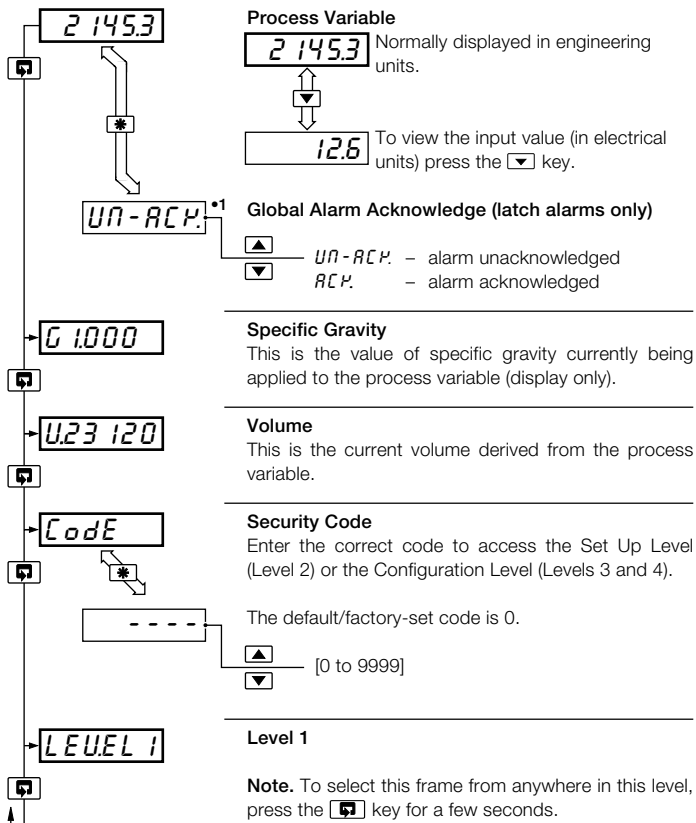 2 145.3
Process Variable
2 145.3
Normally displayed in engineering
units.
12.6
To view the input value (in electrical
units) press the ▼ key.
UN-ACK.
•1
Global Alarm Acknowledge (latch alarms only)
UN-ACK. – alarm unacknowledged
ACK. – alarm acknowledged
G 1.000
Specific Gravity
This is the value of specific gravity currently being
applied to the process variable (display only).
U.23 120
Volume
This is the current volume derived from the process
variable.
CodE
Security Code
Enter the correct code to access the Set Up Level
(Level 2) or the Configuration Level (Levels 3 and 4).
The default/factory-set code is 0.
- - - -
[0 to 9999]
LEU.EL 1
Level 1
Note. To select this frame from anywhere in this level,
press the key for a few seconds.